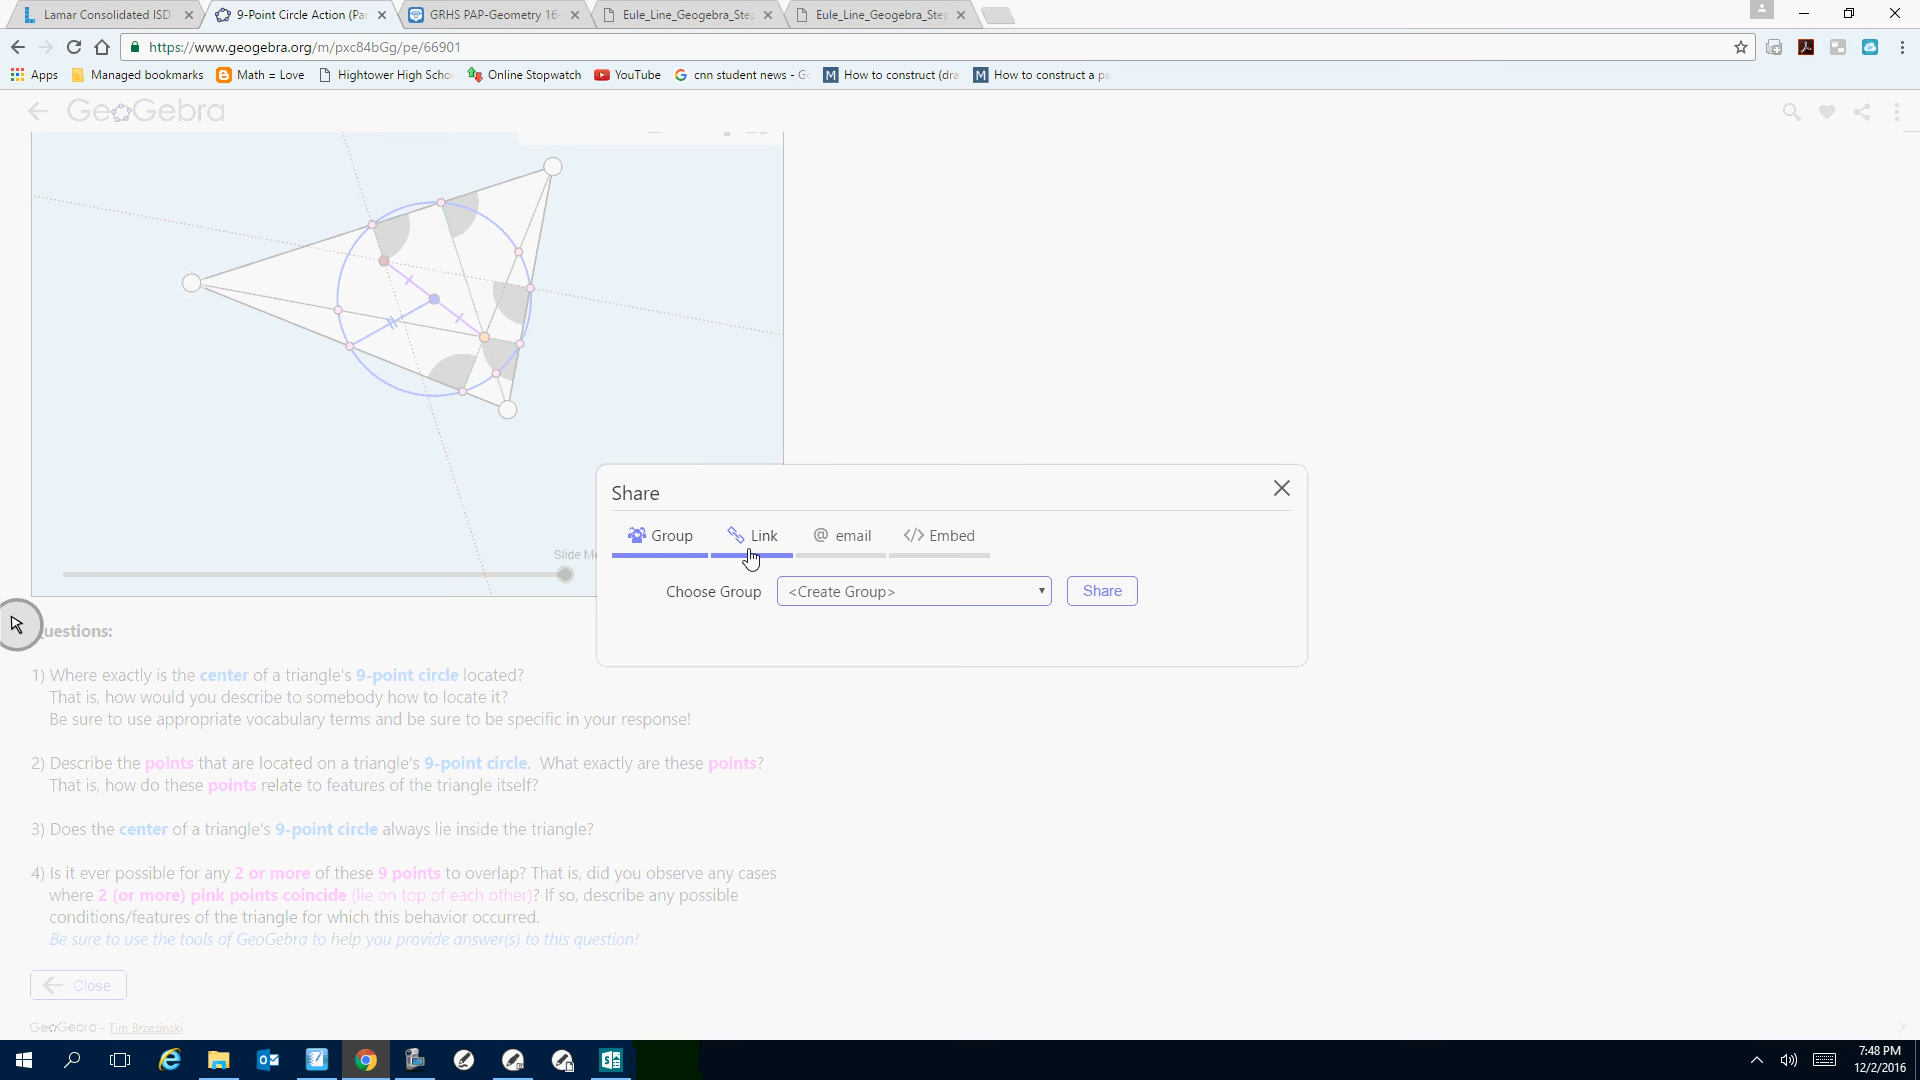 Lamar Consolidated ISD
9-Point Circle Action (Pa
GRHS PAP-Geometry 16-
Eule_Line_Geogebra_Ste
Eule_Line_Geogebra_Ste
https://www.geogebra.org/m/pxc84bGg/pe/66901
Apps
Managed bookmarks
Math = Love
Hightower High Scho
Online Stopwatch
YouTube
cnn student news - G
How to construct (dra
How to construct a pa
GeoGebra
Slide M
Share
Group
Link
@ email
</> Embed
Choose Group
<Create Group>
Share
uestions:
1) Where exactly is the center of a triangle's 9-point circle located?
That is, how would you describe to somebody how to locate it?
Be sure to use appropriate vocabulary terms and be sure to be specific in your response!
2) Describe the points that are located on a triangle's 9-point circle. What exactly are these points?
That is, how do these points relate to features of the triangle itself?
3) Does the center of a triangle's 9-point circle always lie inside the triangle?
4) Is it ever possible for any 2 or more of these 9 points to overlap? That is, did you observe any cases
where 2 (or more) pink points coincide (lie on top of each other)? If so, describe any possible
conditions/features of the triangle for which this behavior occurred.
Be sure to use the tools of GeoGebra to help you provide answer(s) to this question!
Close
GeoGebra – Tim Brzezinski
7:48 PM
12/2/2016